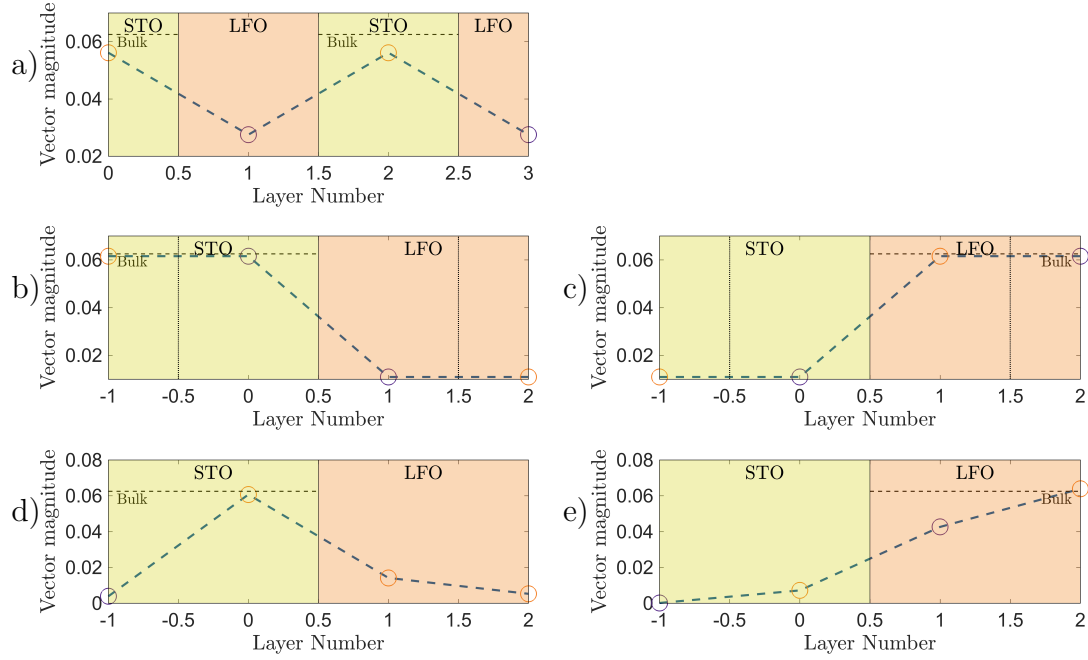 STO LFO STO LFO
Bulk Bulk
a)
Vector magnitude
0.06
0.04
0.02
0 0.5 1 1.5 2 2.5 3
Layer Number
STO LFO
Bulk
b)
Vector magnitude
0.06
0.04
0.02
-1 -0.5 0 0.5 1 1.5 2
Layer Number
STO LFO
Bulk
c)
Vector magnitude
0.06
0.04
0.02
-1 -0.5 0 0.5 1 1.5 2
Layer Number
STO LFO
Bulk
d)
Vector magnitude
0.08
0.06
0.04
0.02
0
-1 -0.5 0 0.5 1 1.5 2
Layer Number
STO LFO
Bulk
e)
Vector magnitude
0.08
0.06
0.04
0.02
0
-1 -0.5 0 0.5 1 1.5 2
Layer Number